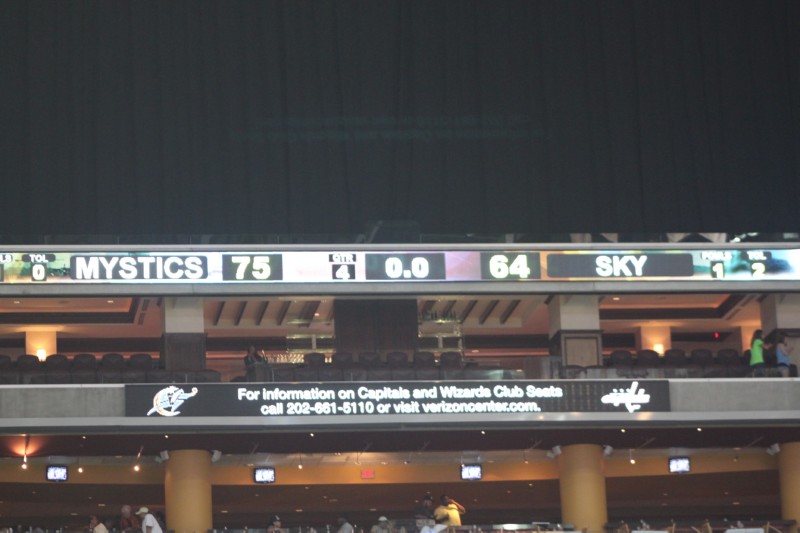 TOL
0 MYSTICS 75 QTR 4 0.0 64 SKY FOULS 1 TOL 2
For information on Capitals and Wizards Club Seats
call 202-661-5110 or visit verizoncenter.com.